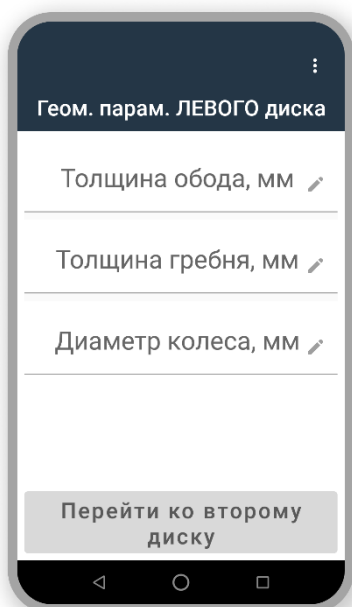 Геом. парам. ЛЕВОГО диска
Толщина обода, мм
Толщина гребня, мм
Диаметр колеса, мм
Перейти ко второму
диску